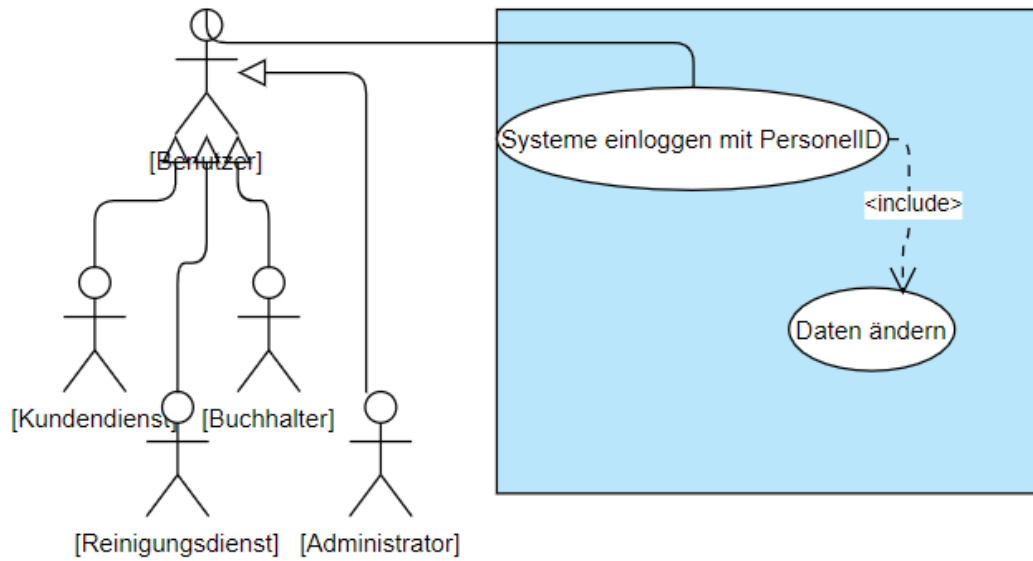 [Benutzer]
Systeme einloggen mit PersonelID
<include>
Daten ändern
[Kundendienst]
[Buchhalter]
[Reinigungsdienst]
[Administrator]